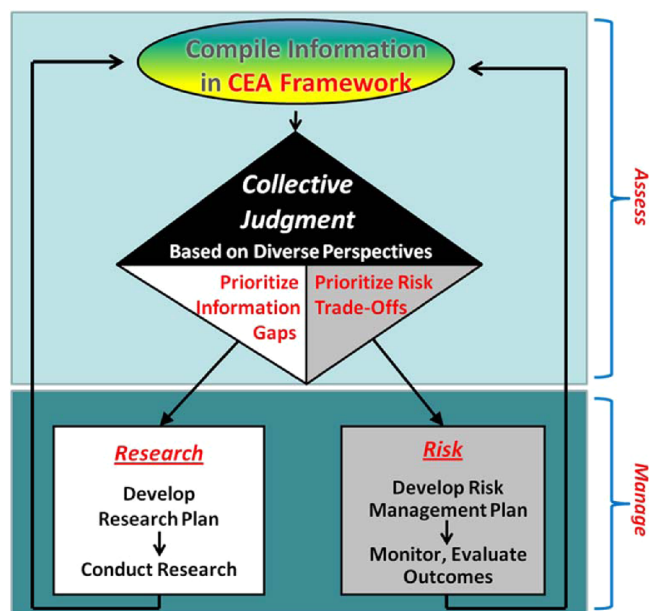 Compile Information
in CEA Framework
Collective
Judgment
Based on Diverse Perspectives
Prioritize
Information
Gaps
Prioritize Risk
Trade-Offs
Assess
Research
Develop
Research Plan
Conduct Research
Risk
Develop Risk
Management Plan
Monitor, Evaluate
Outcomes
Manage